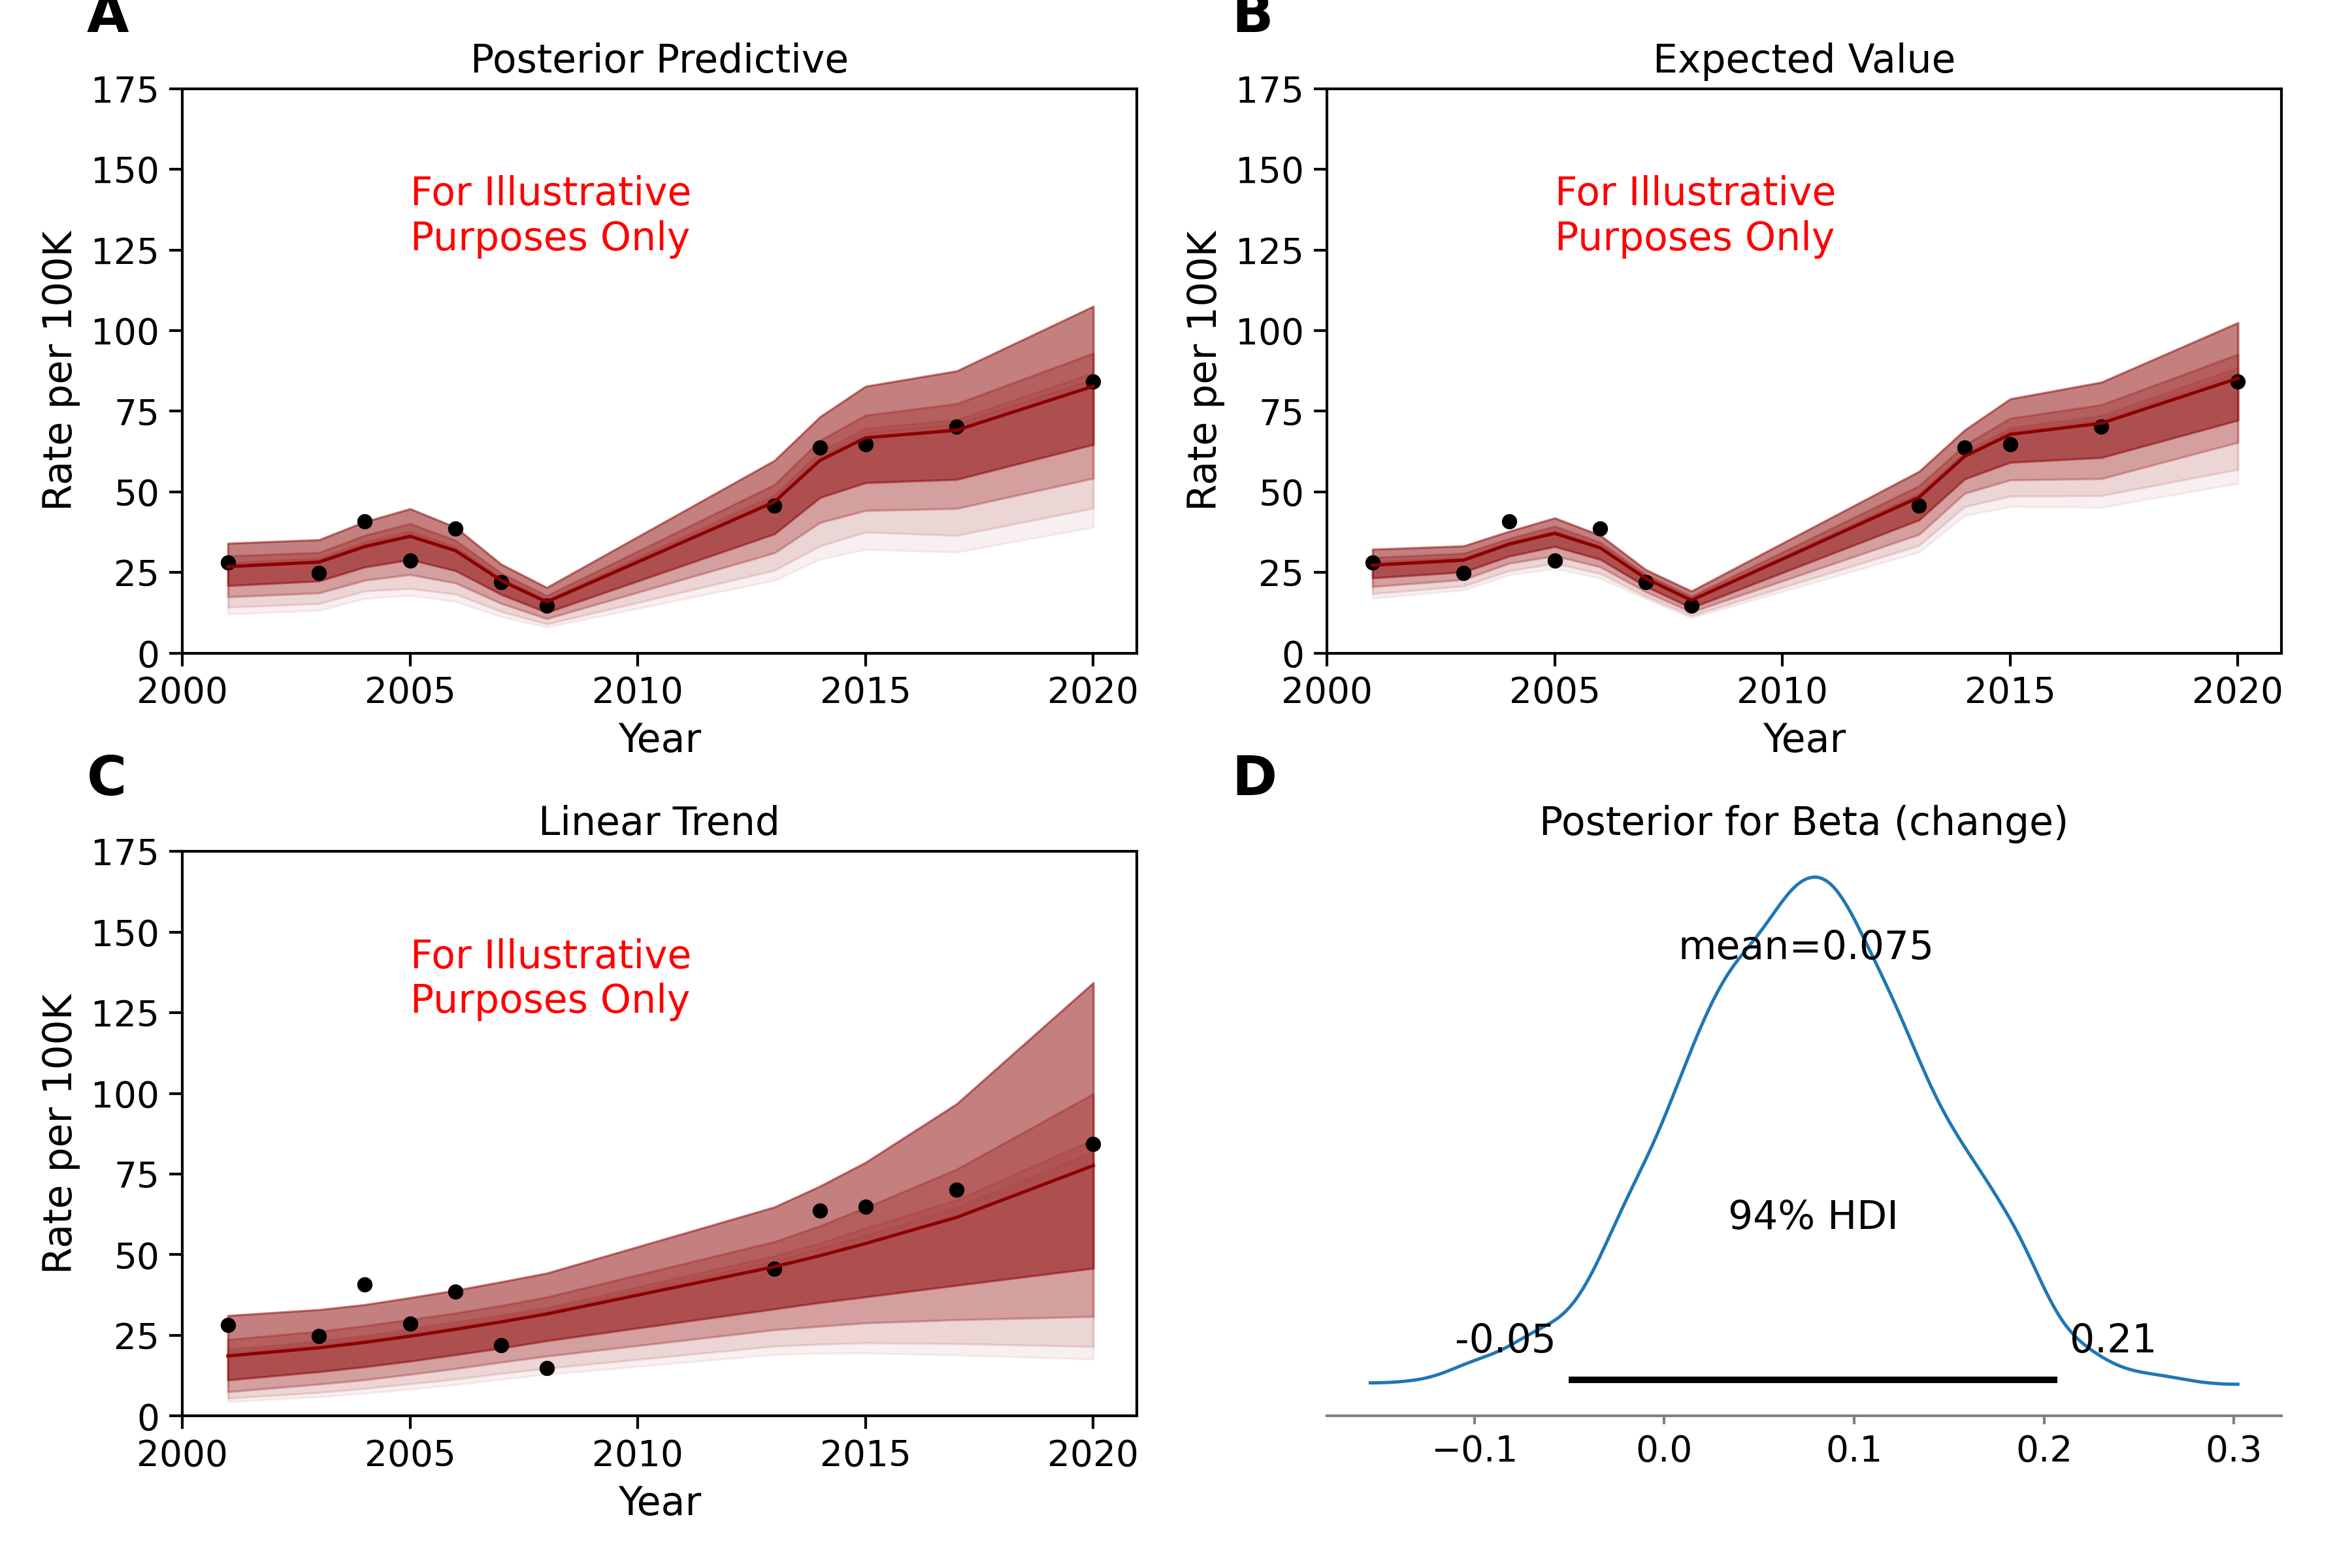 A
Posterior Predictive
175
150
125
100
75
50
25
0
Rate per 100K
For Illustrative
Purposes Only
2000 2005 2010 2015 2020
Year
B
Expected Value
175
150
125
100
75
50
25
0
Rate per 100K
For Illustrative
Purposes Only
2000 2005 2010 2015 2020
Year
C
Linear Trend
175
150
125
100
75
50
25
0
Rate per 100K
For Illustrative
Purposes Only
2000 2005 2010 2015 2020
Year
D
Posterior for Beta (change)
mean=0.075
94% HDI
-0.05 0.21
−0.1 0.0 0.1 0.2 0.3